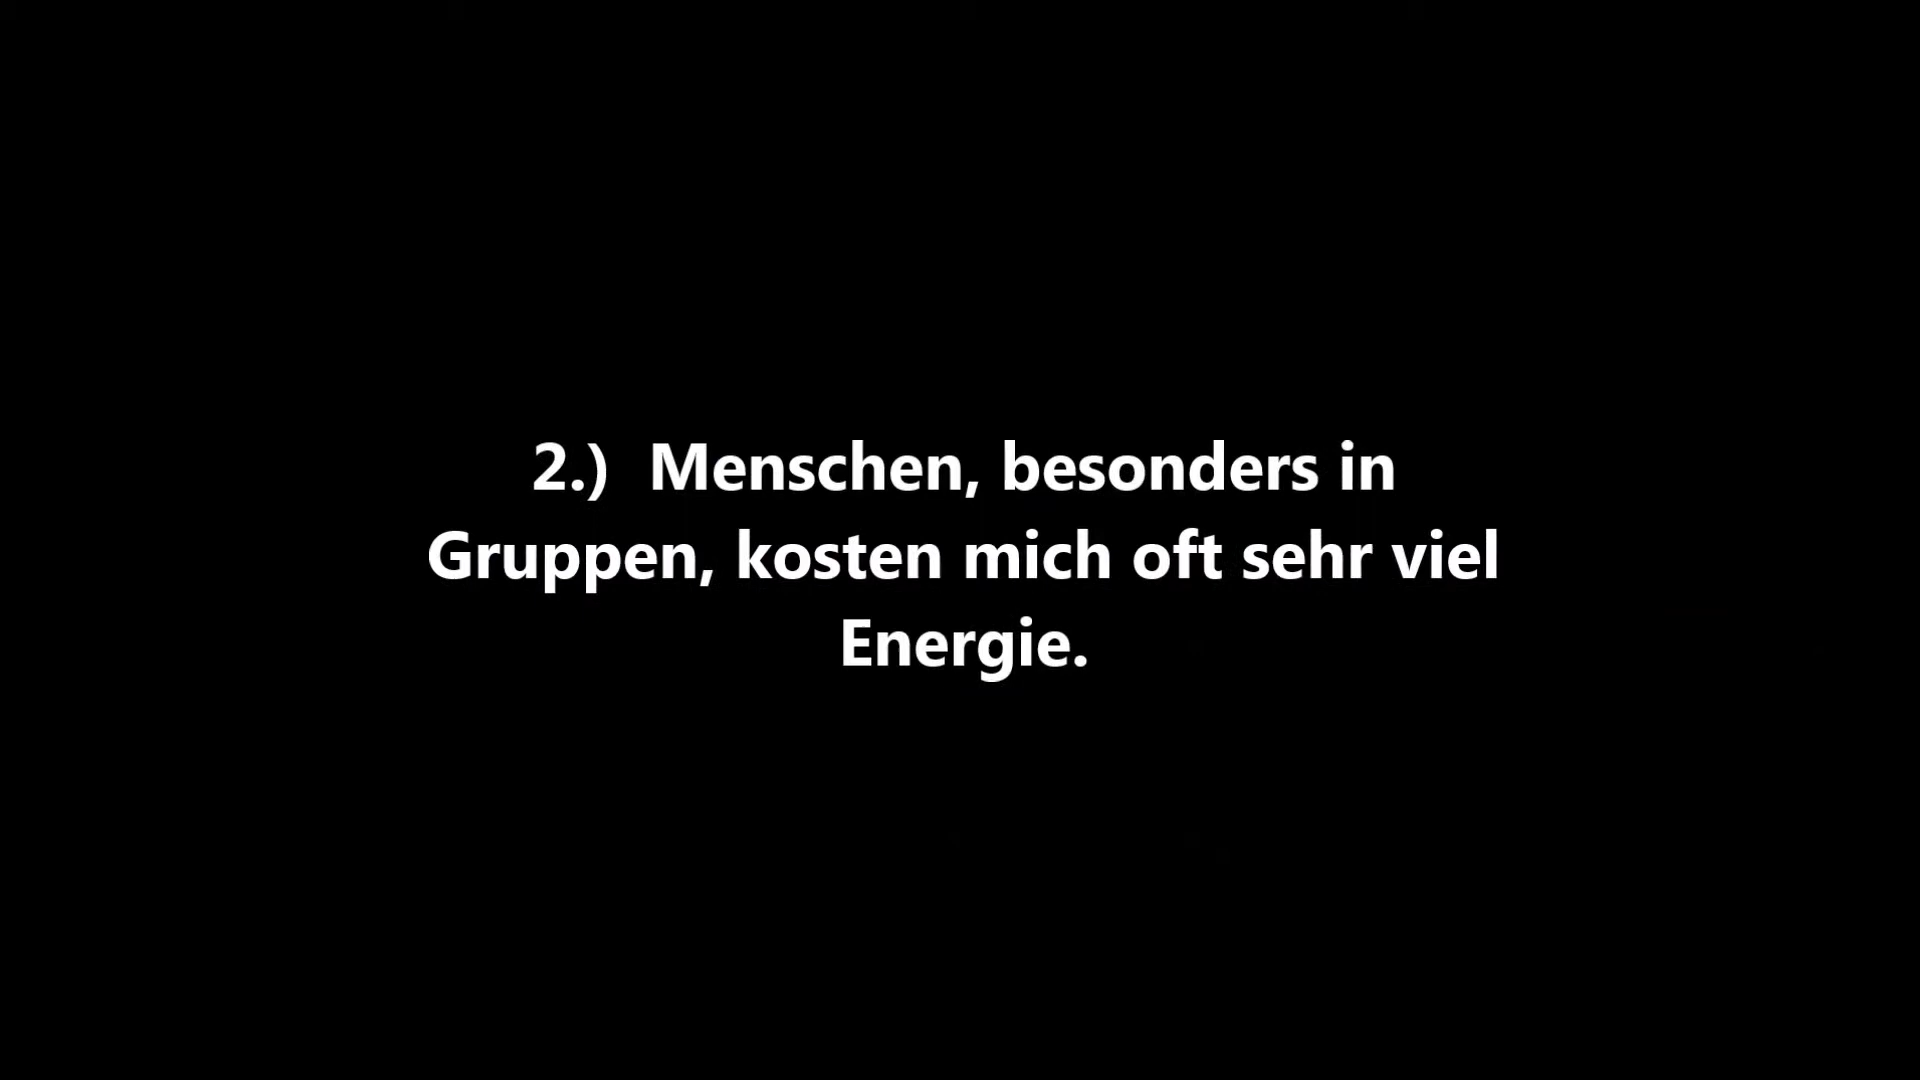 2.)  Menschen, besonders in
Gruppen, kosten mich oft sehr viel
Energie.